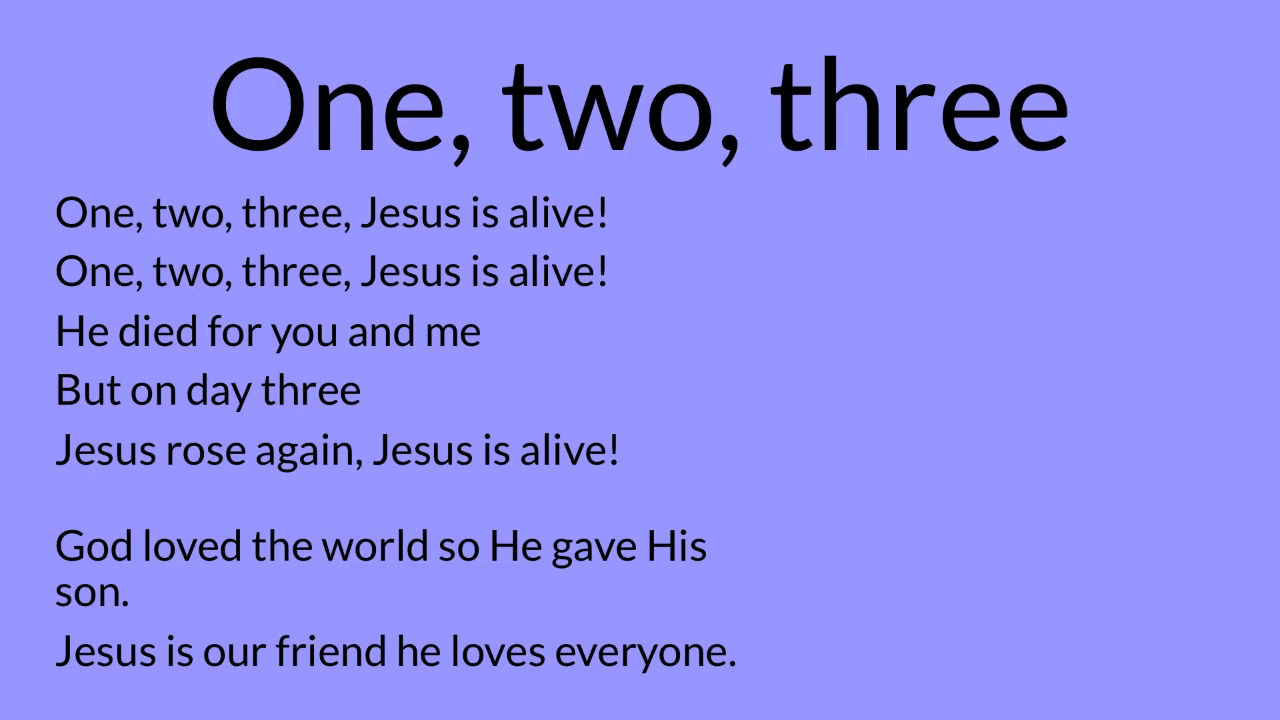 One, two, three
One, two, three, Jesus is alive!
One, two, three, Jesus is alive!
He died for you and me
But on day three
Jesus rose again, Jesus is alive!
God loved the world so He gave His
son.
Jesus is our friend he loves everyone.